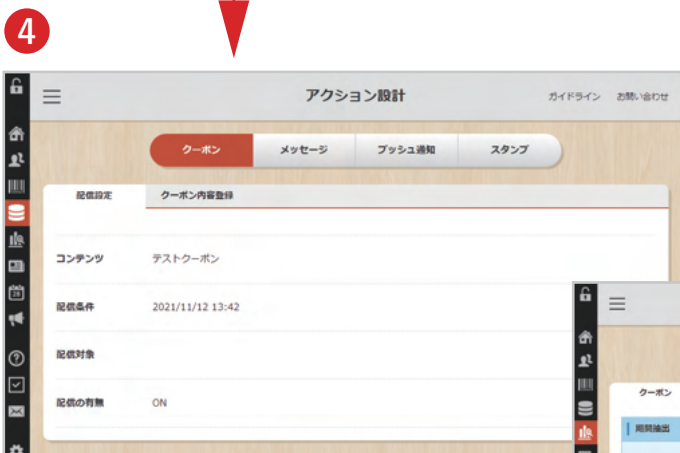 4
アクション設計
ガイドライン お問い合わせ
クーポン メッセージ プッシュ通知 スタンプ
配信設定 クーポン内容登録
コンテンツ テストクーポン
配信条件 2021/11/12 13:42
配信対象
配信の有無 ON
クーポン
期間抽出